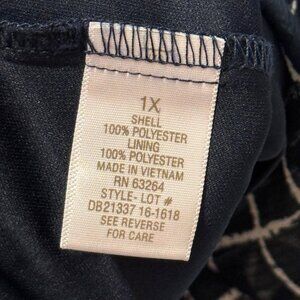 1X
SHELL
100% POLYESTER
LINING
100% POLYESTER
MADE IN VIETNAM
RN 63264
STYLE- LOT #
DB21337 16-1618
SEE REVERSE
FOR CARE